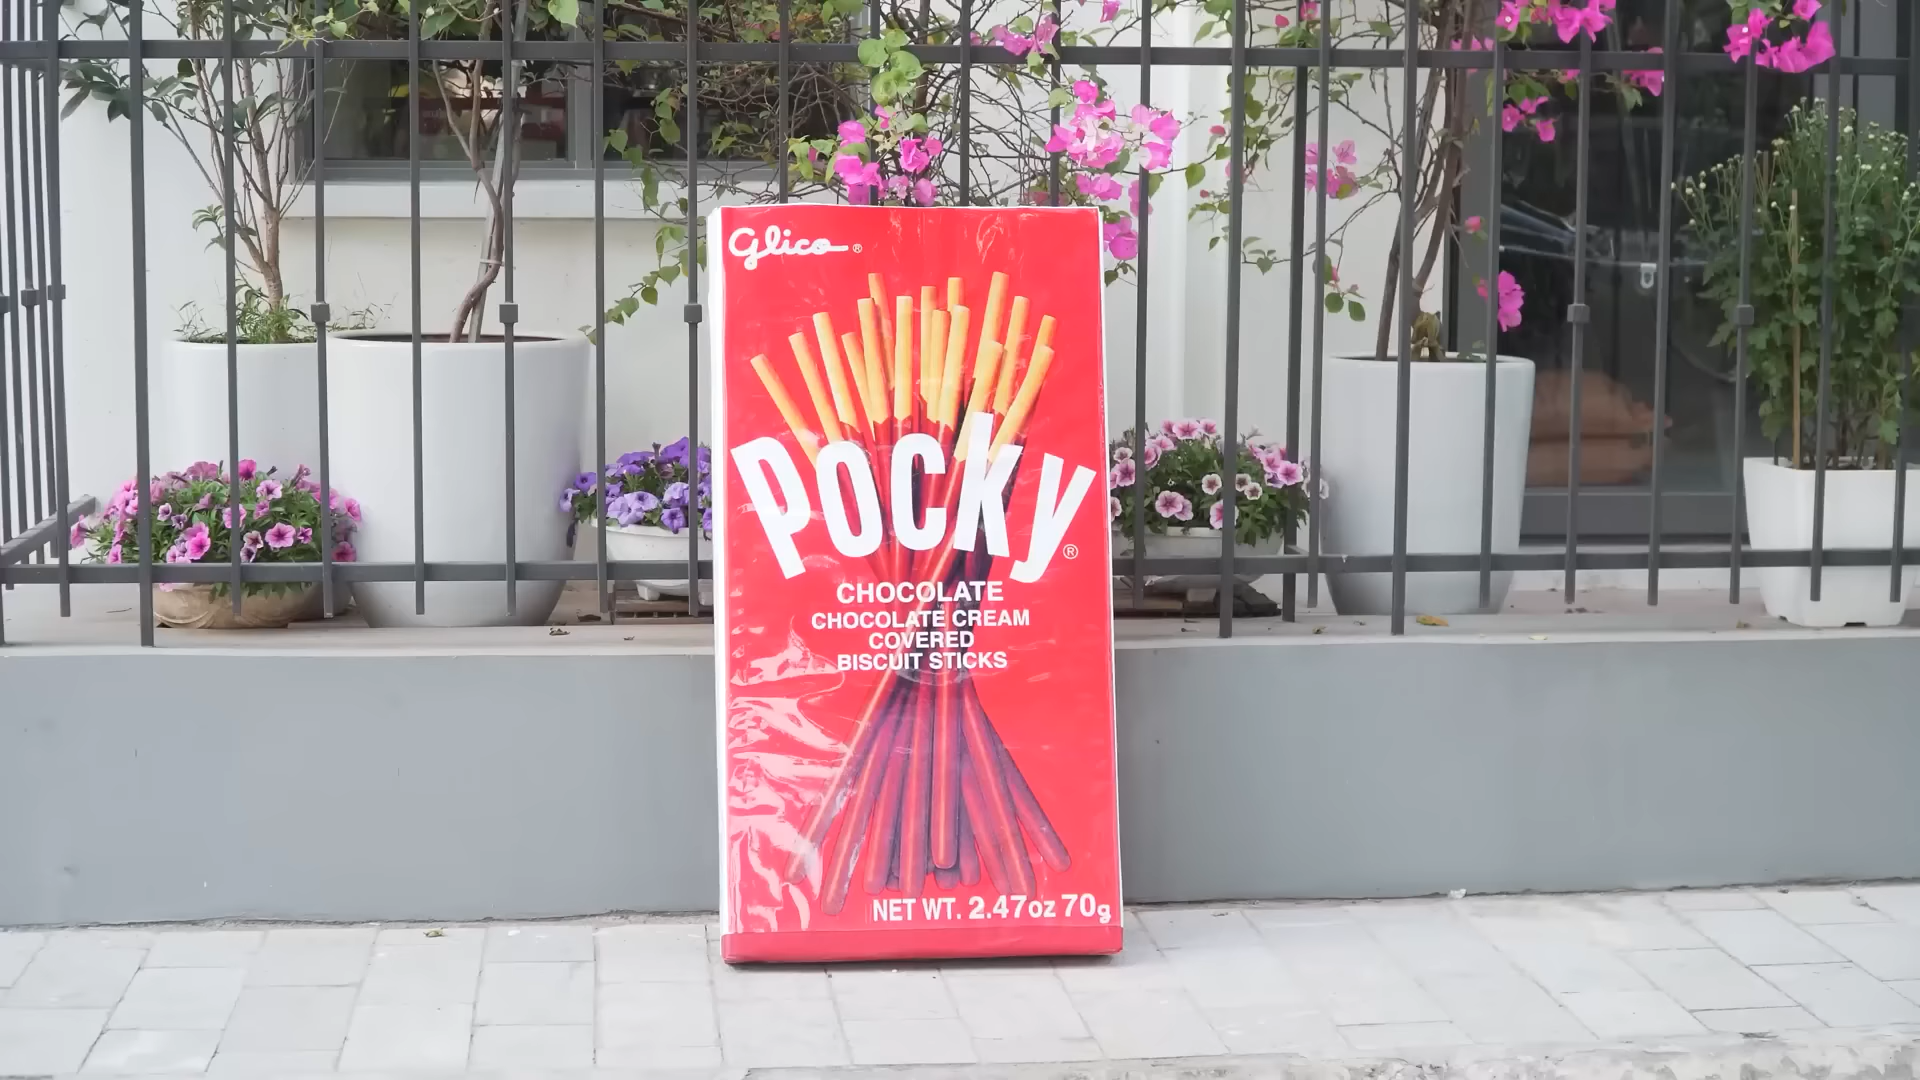 Glico®
POCKY®
CHOCOLATE
CHOCOLATE CREAM
COVERED
BISCUIT STICKS
NET WT. 2.47oz 70g